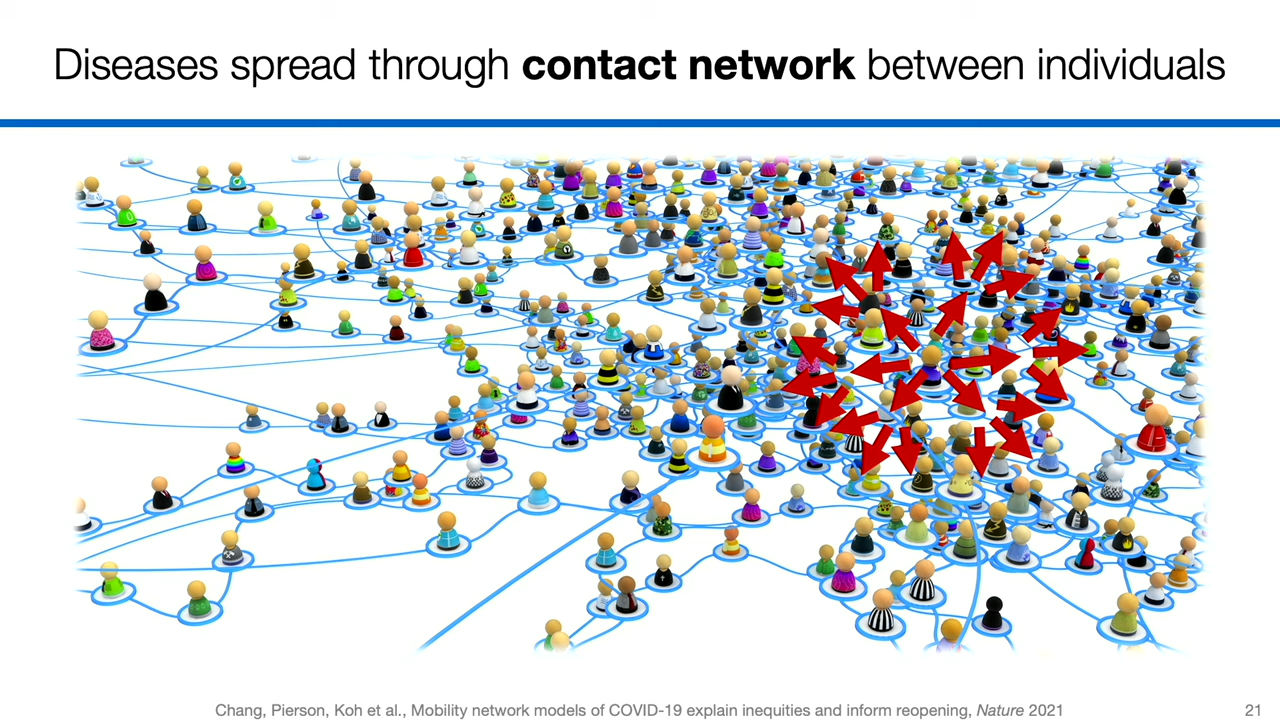 Diseases spread through contact network between individuals
Chang, Pierson, Koh et al., Mobility network models of COVID-19 explain inequities and inform reopening, Nature 2021
21